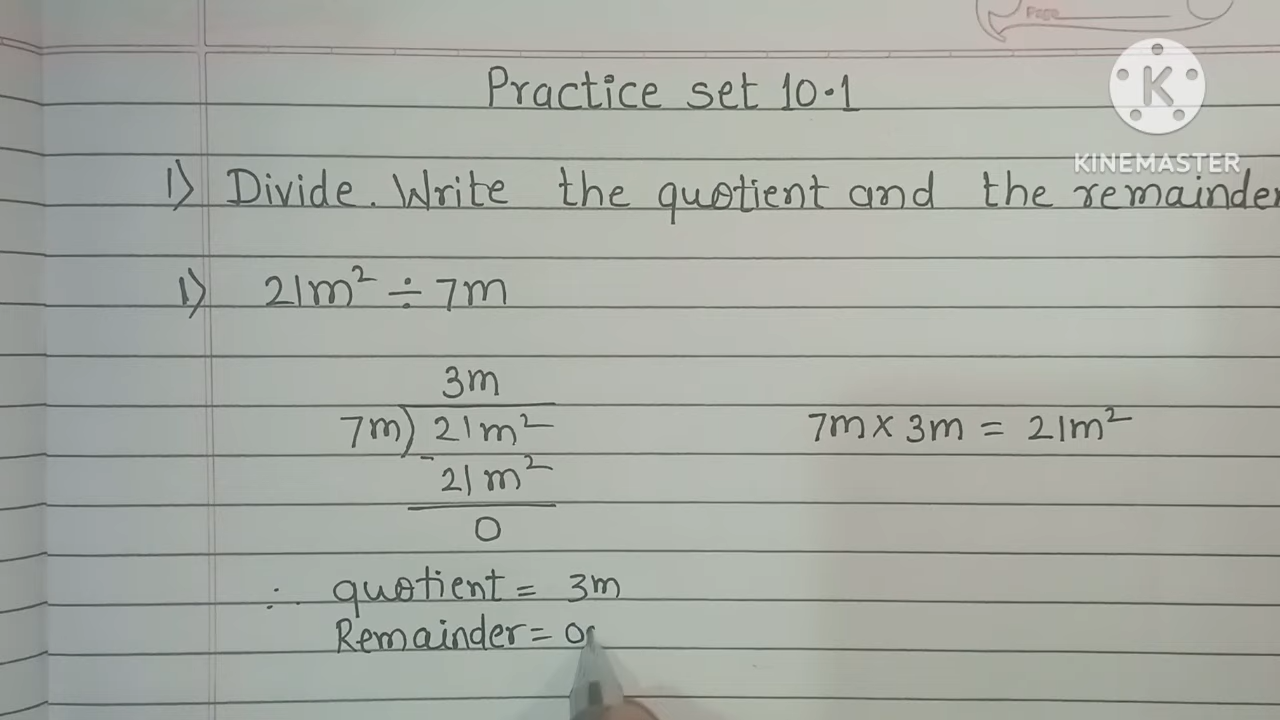 Page
K
KINEMASTER
Practice set 10.1
1) Divide. Write the quotient and the remainder
1) 21m² ÷ 7m
3m
7m) 21m²
7m × 3m = 21m²
-21m²
0
∴ quotient = 3m
Remainder = 0